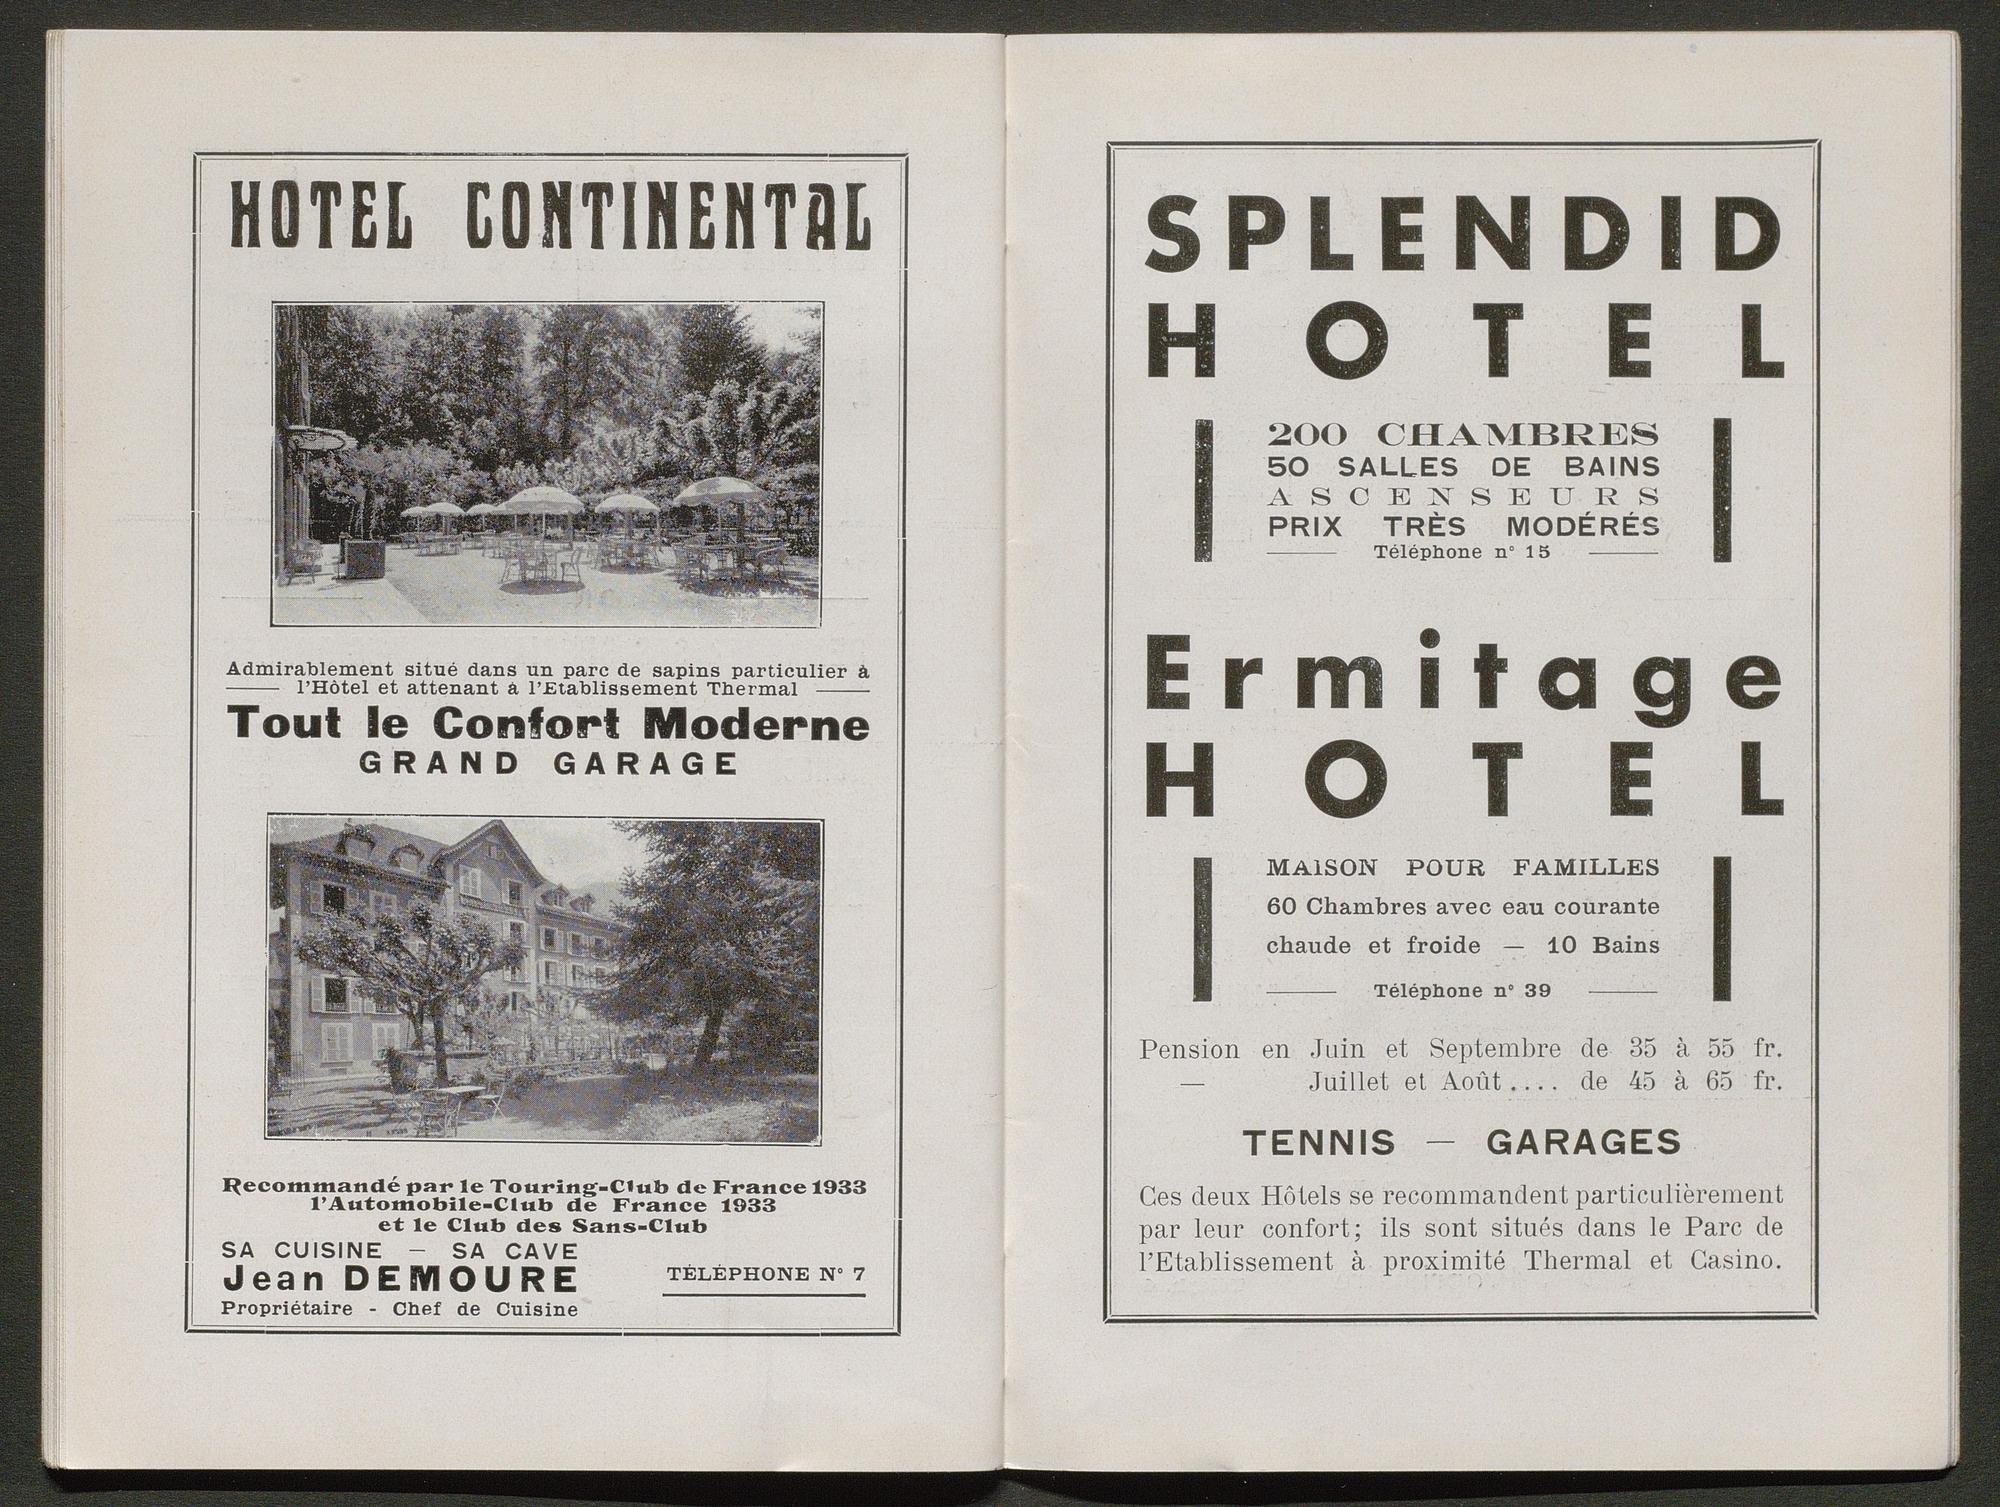 HOTEL CONTINENTAL
Admirablement situé dans un parc de sapins particulier à
l'Hôtel et attenant à l'Etablissement Thermal
Tout le Confort Moderne
GRAND GARAGE
Recommandé par le Touring-Club de France 1933
l'Automobile-Club de France 1933
et le Club des Sans-Club
SA CUISINE — SA CAVE
Jean DEMOURE
Propriétaire - Chef de Cuisine
TÉLÉPHONE N° 7
SPLENDID
HOTEL
200 CHAMBRES
50 SALLES DE BAINS
ASCENSEURS
PRIX TRÈS MODÉRÉS
Téléphone n° 15
Ermitage
HOTEL
MAISON POUR FAMILLES
60 Chambres avec eau courante
chaude et froide — 10 Bains
Téléphone n° 39
Pension en Juin et Septembre de 35 à 55 fr.
— Juillet et Août.... de 45 à 65 fr.
TENNIS — GARAGES
Ces deux Hôtels se recommandent particulièrement
par leur confort; ils sont situés dans le Parc de
l'Etablissement à proximité Thermal et Casino.